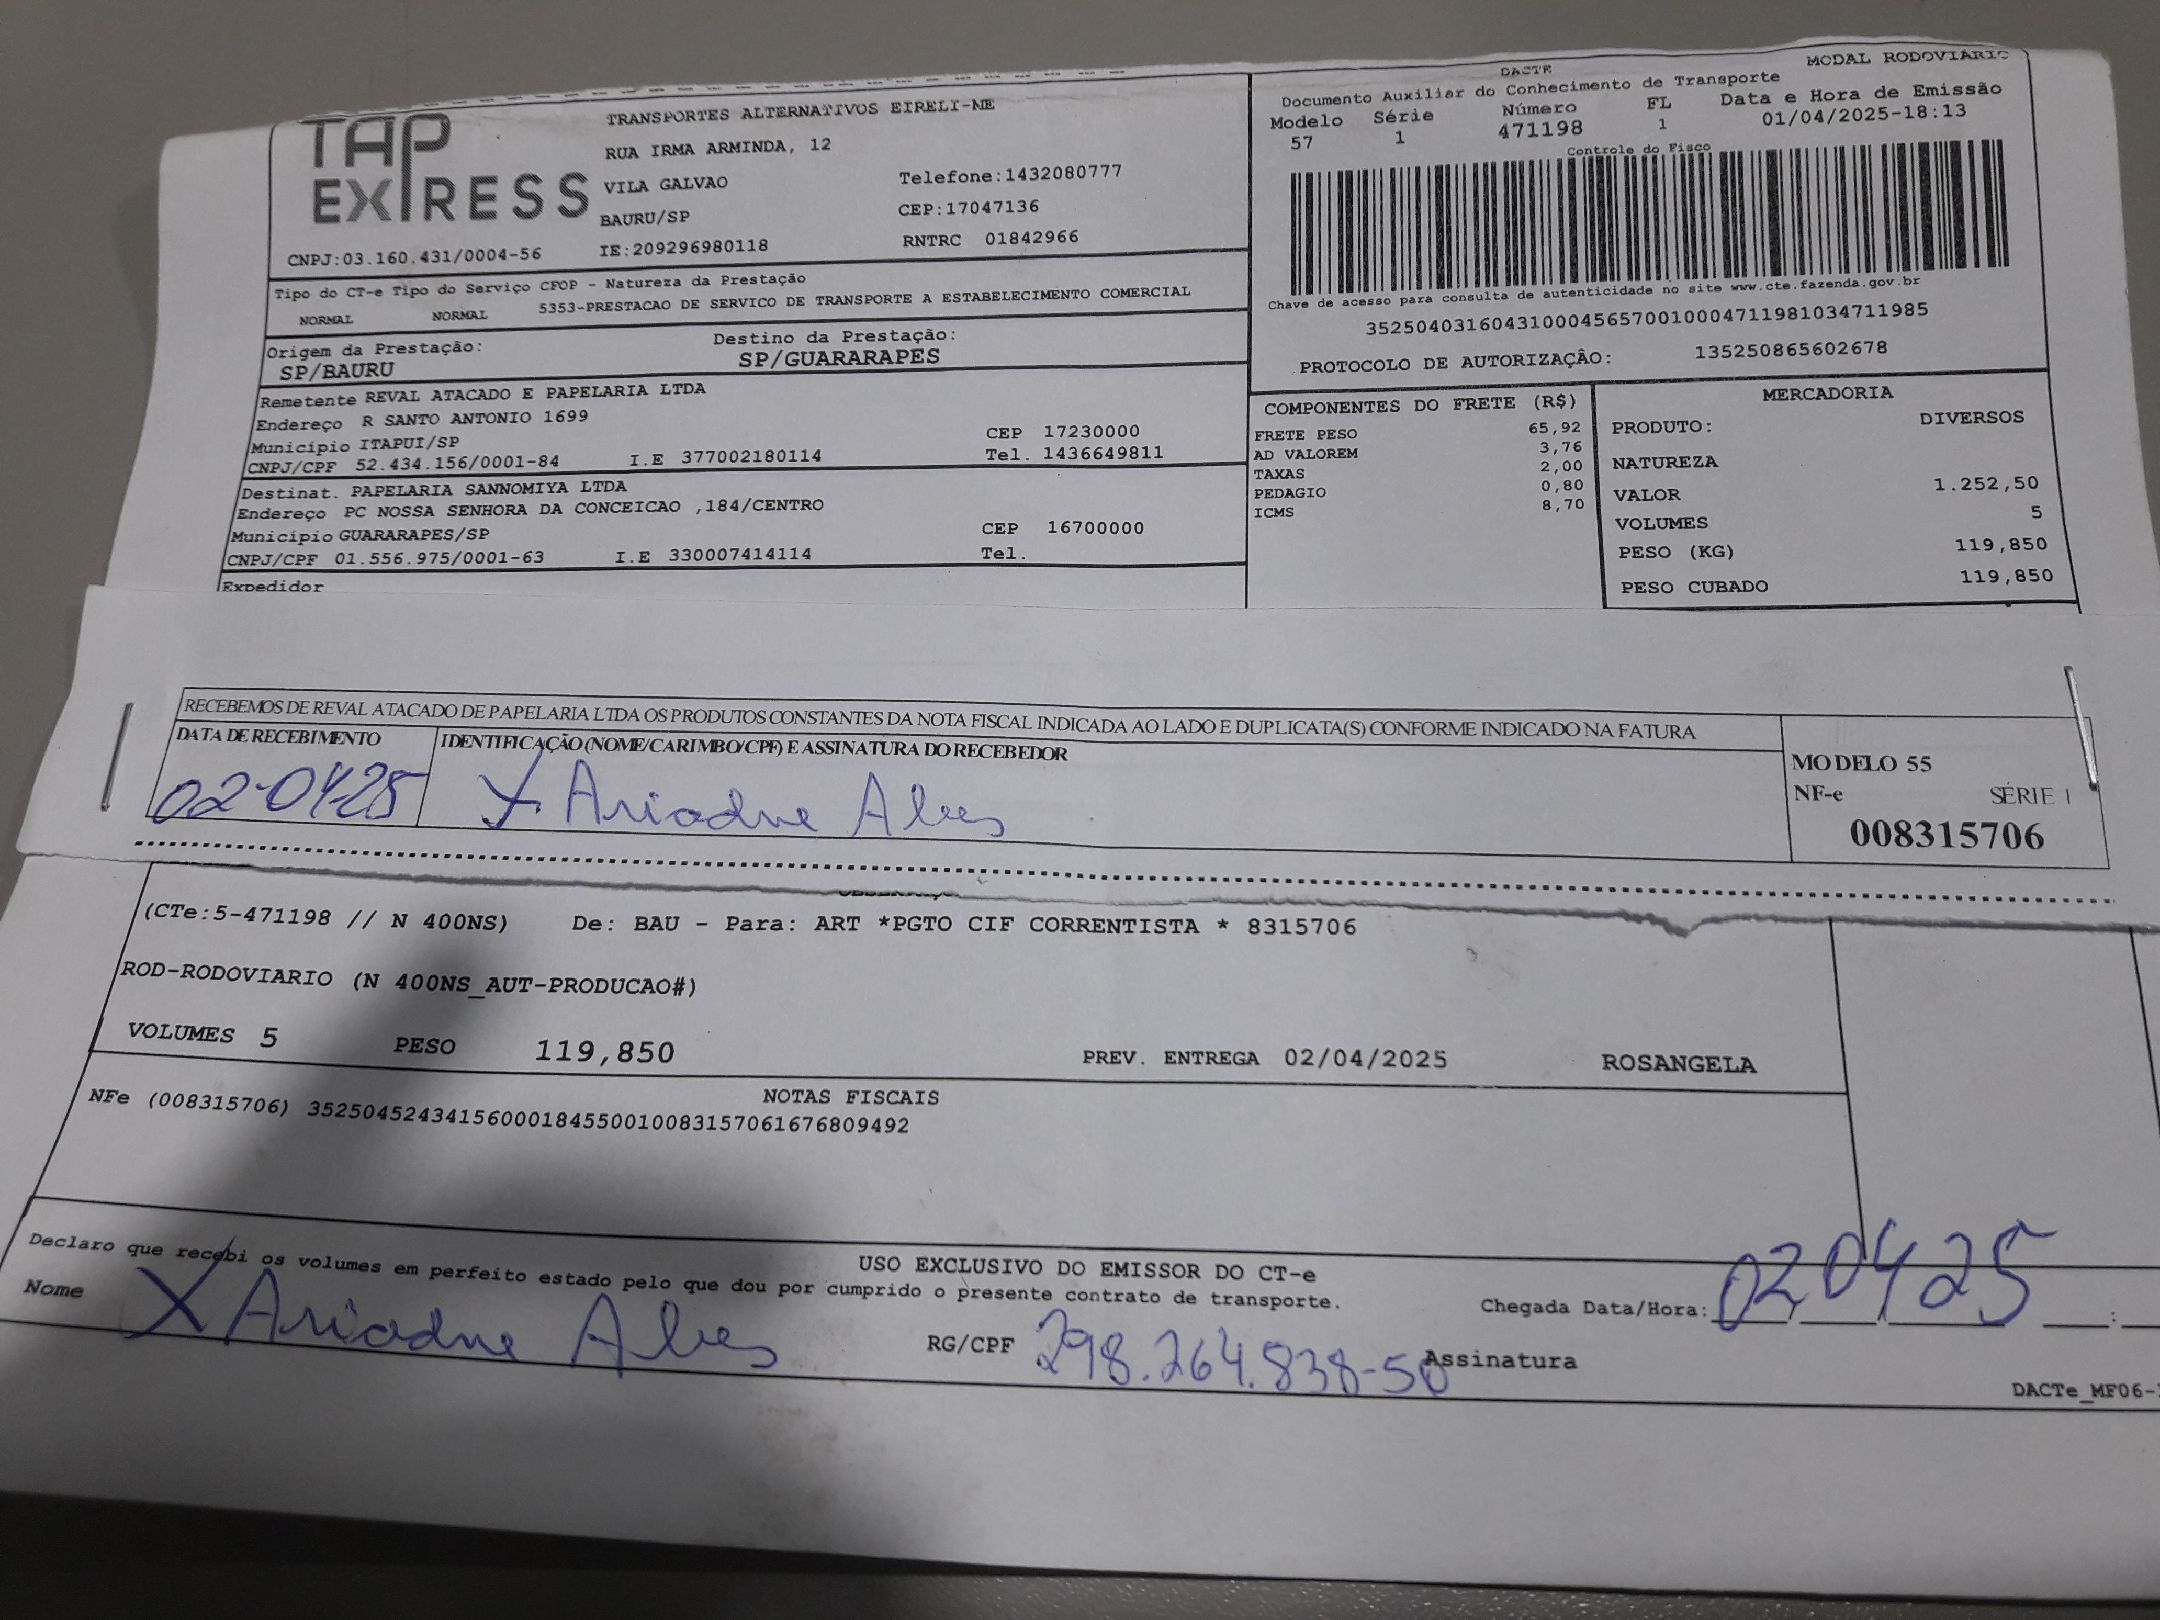 TAP EXPRESS
TRANSPORTES ALTERNATIVOS EIRELI-ME
RUA IRMA ARMINDA, 12
VILA GALVAO Telefone:1432080777
BAURU/SP CEP:17047136
CNPJ:03.160.431/0004-56 IE:209296980118 RNTRC 01842966
Tipo do CT-e Tipo do Serviço CFOP - Natureza da Prestação
NORMAL NORMAL 5353-PRESTACAO DE SERVICO DE TRANSPORTE A ESTABELECIMENTO COMERCIAL
Origem da Prestação: Destino da Prestação:
SP/BAURU SP/GUARARAPES
Remetente REVAL ATACADO E PAPELARIA LTDA
Endereço R SANTO ANTONIO 1699
Município ITAPUI/SP CEP 17230000
CNPJ/CPF 52.434.156/0001-84 I.E 377002180114 Tel. 1436649811
Destinat. PAPELARIA SANNOMIYA LTDA
Endereço PC NOSSA SENHORA DA CONCEICAO ,184/CENTRO
Município GUARARAPES/SP CEP 16700000
CNPJ/CPF 01.556.975/0001-63 I.E 330007414114 Tel.
Expedidor
DACTE MODAL RODOVIÁRIO
Documento Auxiliar do Conhecimento de Transporte
Modelo Série Número FL Data e Hora de Emissão
57 1 471198 1 01/04/2025-18:13
Controle do Fisco
Chave de acesso para consulta de autenticidade no site www.cte.fazenda.gov.br
35250403160431000456570010004711981034711985
PROTOCOLO DE AUTORIZAÇÂO: 135250865602678
COMPONENTES DO FRETE (R$)
FRETE PESO 65,92
AD VALOREM 3,76
TAXAS 2,00
PEDAGIO 0,80
ICMS 8,70
MERCADORIA
PRODUTO: DIVERSOS
NATUREZA
VALOR 1.252,50
VOLUMES 5
PESO (KG) 119,850
PESO CUBADO 119,850
RECEBEMOS DE REVAL ATACADO DE PAPELARIA LTDA OS PRODUTOS CONSTANTES DA NOTA FISCAL INDICADA AO LADO E DUPLICATA(S) CONFORME INDICADO NA FATURA
DATA DE RECEBIMENTO IDENTIFICAÇÃO (NOME/CARIMBO/CPF) E ASSINATURA DO RECEBEDOR
02-04-25 X Ariadne Alves
MODELO 55
NF-e SÉRIE 1
008315706
(CTe:5-471198 // N 400NS) De: BAU - Para: ART *PGTO CIF CORRENTISTA * 8315706
ROD-RODOVIARIO (N 400NS_AUT-PRODUCAO#)
VOLUMES 5 PESO 119,850 PREV. ENTREGA 02/04/2025 ROSANGELA
NOTAS FISCAIS
NFe (008315706) 35250452434156000184550010083157061676809492
USO EXCLUSIVO DO EMISSOR DO CT-e
Declaro que recebi os volumes em perfeito estado pelo que dou por cumprido o presente contrato de transporte.
Nome X Ariadne Alves RG/CPF 298.264.838-50 Assinatura
Chegada Data/Hora: 02 04 25 :
DACTe_MF06-